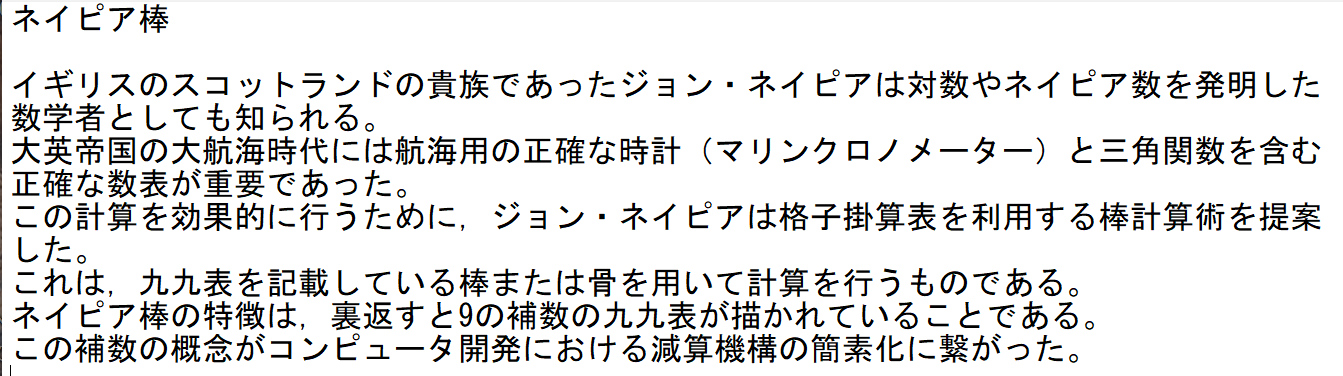 ネイピア棒
イギリスのスコットランドの貴族であったジョン・ネイピアは対数やネイピア数を発明した
数学者としても知られる。
大英帝国の大航海時代には航海用の正確な時計（マリンクロノメーター）と三角関数を含む
正確な数表が重要であった。
この計算を効果的に行うために，ジョン・ネイピアは格子掛算表を利用する棒計算術を提案
した。
これは，九九表を記載している棒または骨を用いて計算を行うものである。
ネイピア棒の特徴は，裏返すと9の補数の九九表が描かれていることである。
この補数の概念がコンピュータ開発における減算機構の簡素化に繋がった。